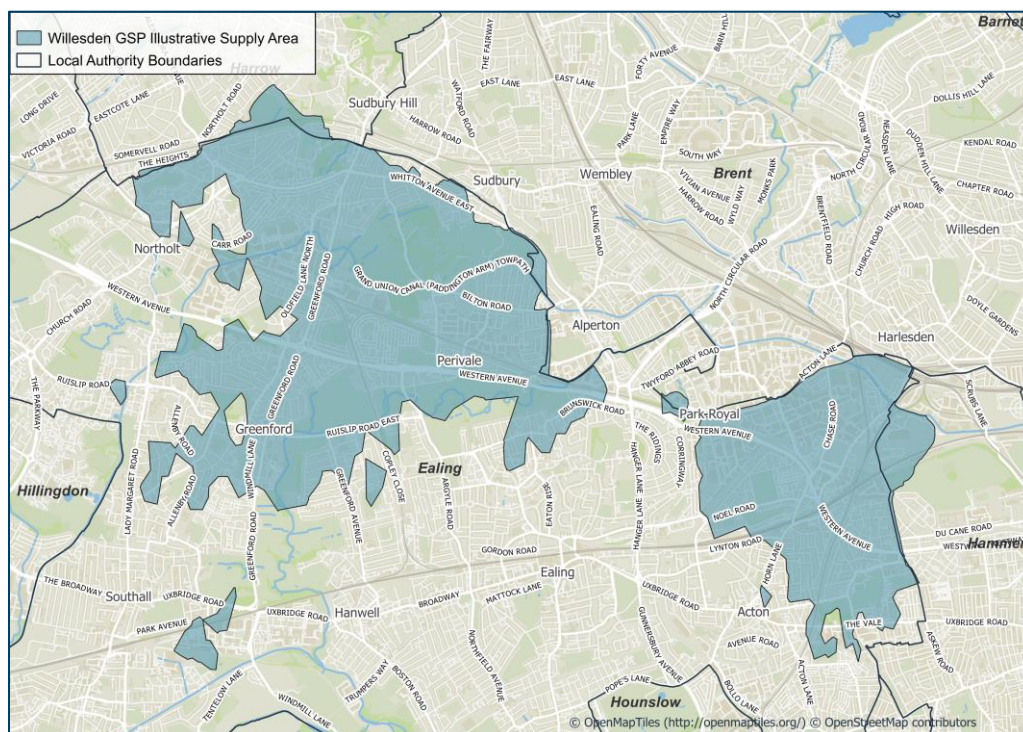 Willesden GSP Illustrative Supply Area
Local Authority Boundaries
Harrow
Barnet
LONG DRIVE
EASTCOTE LANE
VICTORIA ROAD
NORTHOLT ROAD
SOMERVELL ROAD
THE HEIGHTS
Sudbury Hill
HARROW ROAD
WATFORD ROAD
THE FAIRWAY
EAST LANE
EAST LANE
FORTY AVENUE
BARN HILL
EMPIRE WAY
PARK LANE
SOUTH WAY
NORTH CIRCULAR ROAD
NEASDEN LANE
DUDDEN HILL LANE
DOLLIS HILL LANE
KENDAL ROAD
CHAPTER ROAD
WHITTON AVENUE EAST
Sudbury
Wembley
Brent
VIVIAN AVENUE
HARROW ROAD
WYLD WAY
MONKS PARK
BRENTFIELD ROAD
HIGH ROAD
CHURCH ROAD
Willesden
EALING ROAD
Northolt
CARR ROAD
OLDFIELD LANE NORTH
GREENFORD ROAD
GRAND UNION CANAL (PADDINGTON ARM) TOWPATH
BILTON ROAD
NORTH CIRCULAR ROAD
DOYLE GARDENS
WESTERN AVENUE
CHURCH ROAD
Alperton
Harlesden
Perivale
WESTERN AVENUE
TWYFORD ABBEY ROAD
ACTON LANE
SCRUBS LANE
RUISLIP ROAD
THE PARKWAY
GREENFORD ROAD
ALLENBY ROAD
Greenford
RUISLIP ROAD EAST
BRUNSWICK ROAD
Park Royal
WESTERN AVENUE
CHASE ROAD
THE RIDINGS
CORRINGWAY
HANGER LANE
Hillingdon
LADY MARGARET ROAD
ALLENBY ROAD
WINDMILL LANE
GREENFORD AVENUE
COPLEY CLOSE
Ealing
ARGYLE ROAD
EATON RISE
HANGER LANE
NOEL ROAD
WESTERN AVENUE
DU CANE ROAD
Hammer
GREENFORD ROAD
GORDON ROAD
LYNTON ROAD
HORN LANE
THE BROADWAY
Southall
UXBRIDGE ROAD
PARK AVENUE
UXBRIDGE ROAD
Hanwell
BROADWAY
MATTOCK LANE
Ealing
UXBRIDGE ROAD
Acton
THE VALE
UXBRIDGE ROAD
AVENUE ROAD
ASKEW ROAD
GUNNERSBURY AVENUE
NORTHFIELD AVENUE
TENTELOW LANE
WINDMILL LANE
TRUMPERS WAY
BOSTON ROAD
POPE'S LANE
BOLLO LANE
ACTON LANE
Hounslow
© OpenMapTiles (http://openmaptiles.org/) © OpenStreetMap contributors